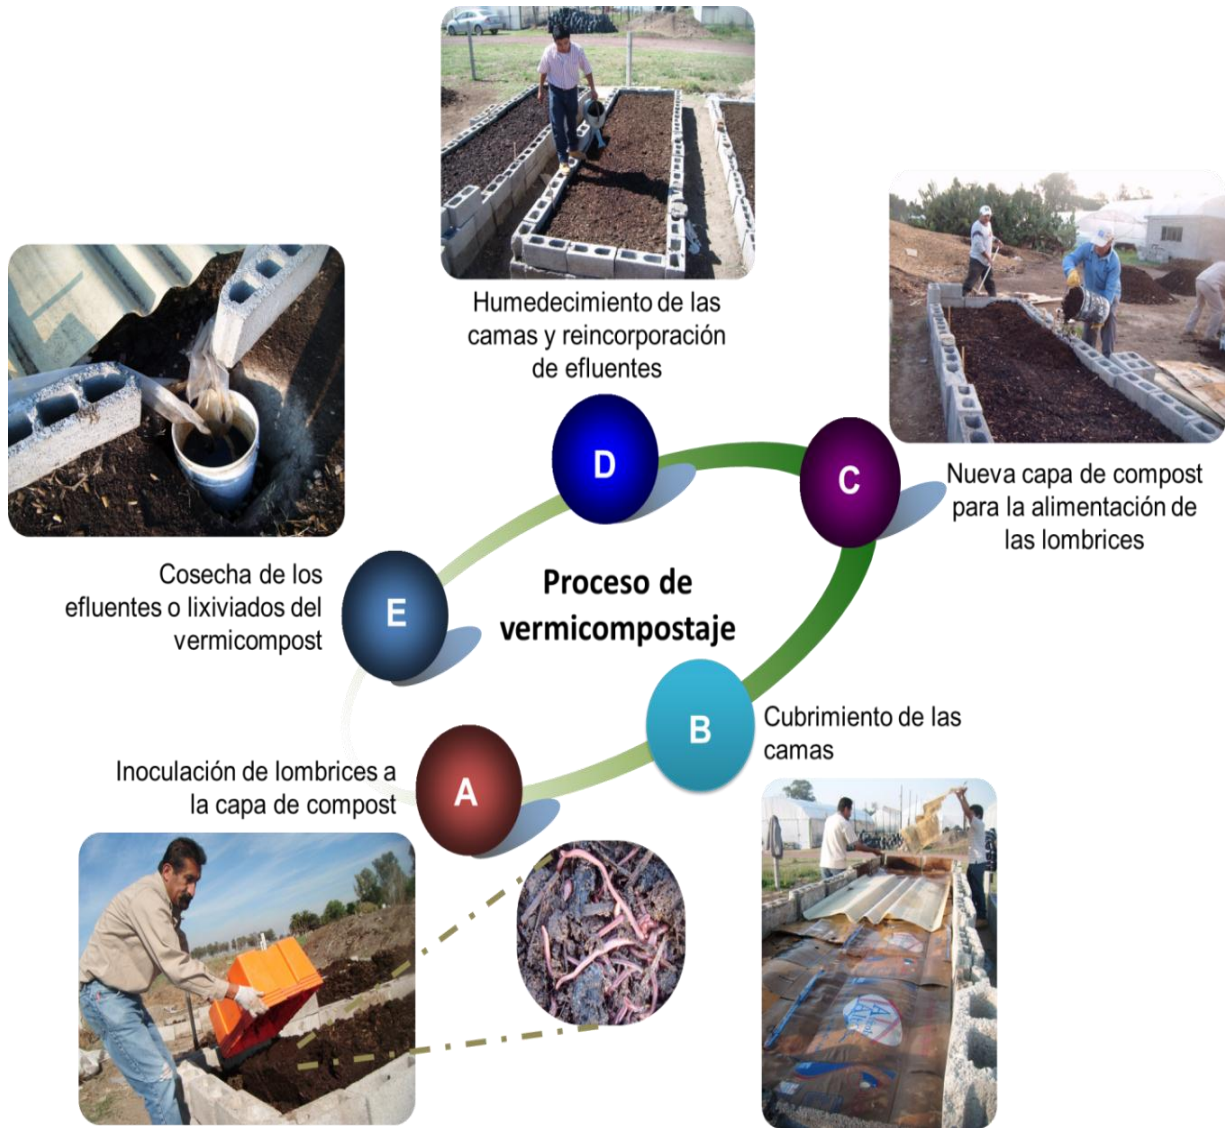 Humedecimiento de las
camas y reincorporación
de efluentes
D
C
Nueva capa de compost
para la alimentación de
las lombrices
Cosecha de los
efluentes o lixiviados del
vermicompost
E
Proceso de
vermicompostaje
B
Cubrimiento de las
camas
Inoculación de lombrices a
la capa de compost
A